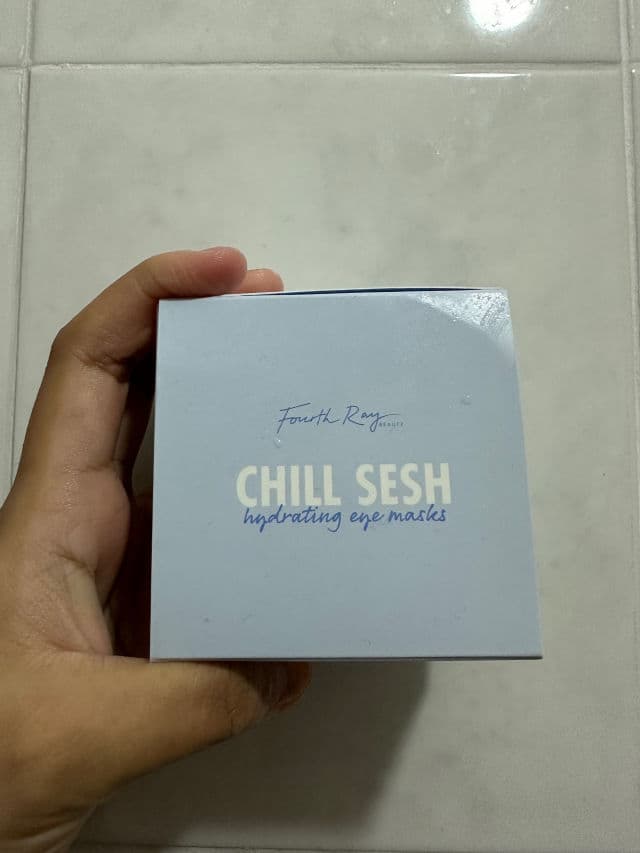 Fourth Ray
BEAUTY
CHILL SESH
hydrating eye masks